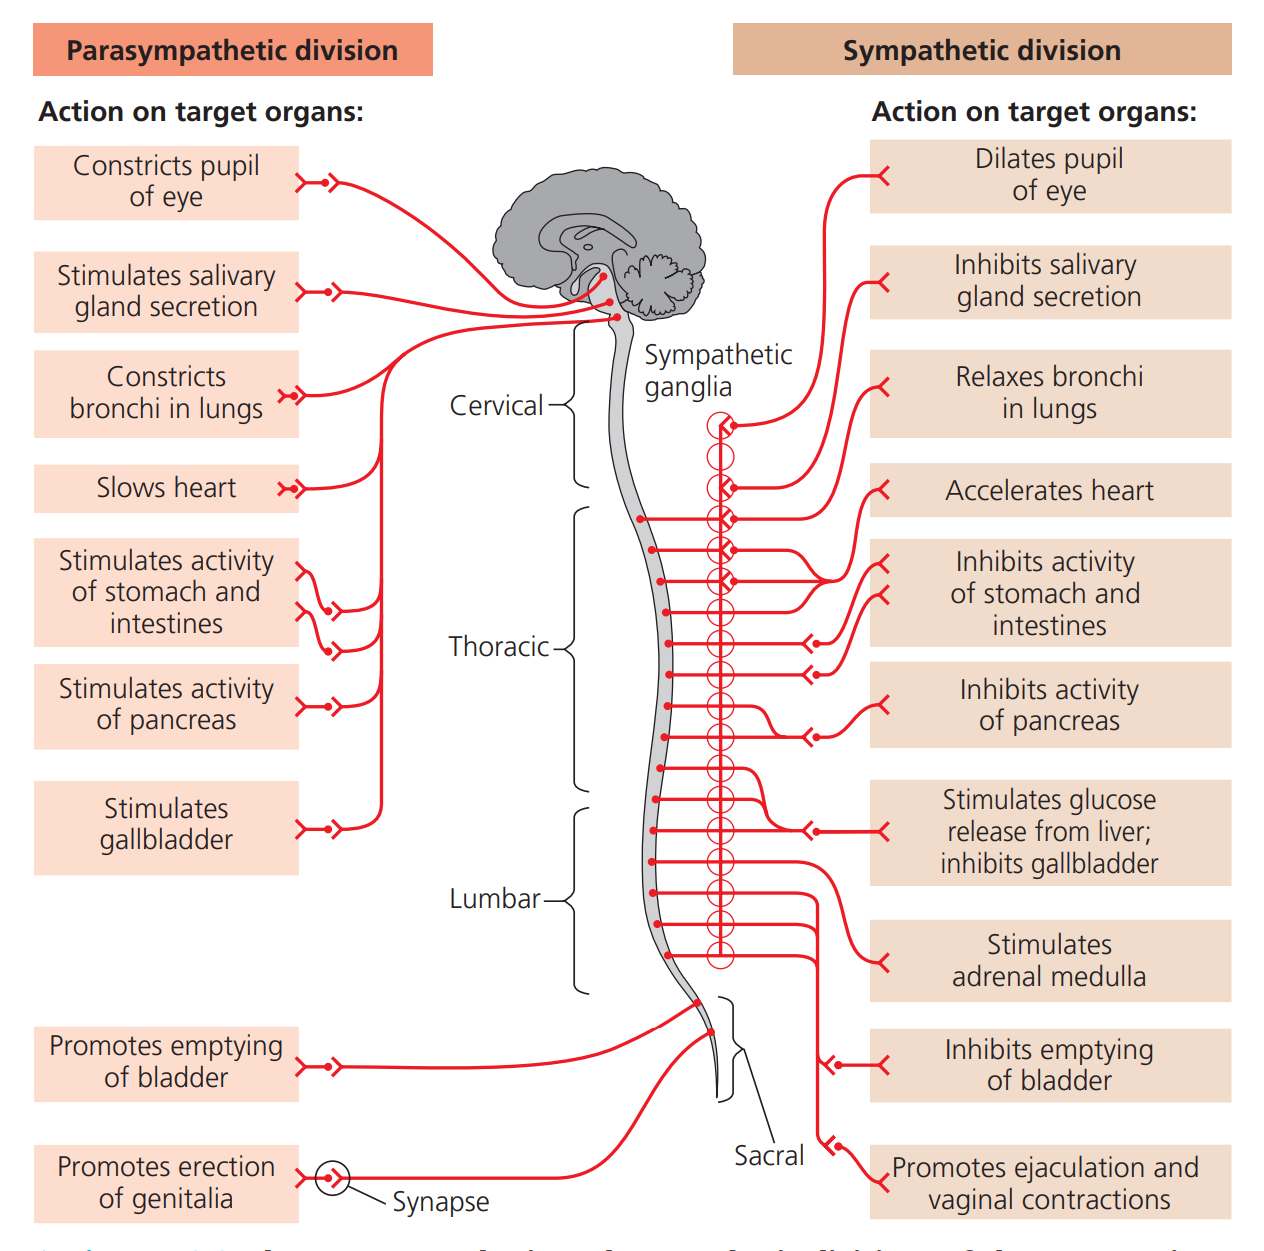 Parasympathetic division
Action on target organs:
Constricts pupil
of eye
Stimulates salivary
gland secretion
Constricts
bronchi in lungs
Slows heart
Stimulates activity
of stomach and
intestines
Stimulates activity
of pancreas
Stimulates
gallbladder
Promotes emptying
of bladder
Promotes erection
of genitalia
Synapse
Cervical
Thoracic
Lumbar
Sacral
Sympathetic
ganglia
Sympathetic division
Action on target organs:
Dilates pupil
of eye
Inhibits salivary
gland secretion
Relaxes bronchi
in lungs
Accelerates heart
Inhibits activity
of stomach and
intestines
Inhibits activity
of pancreas
Stimulates glucose
release from liver;
inhibits gallbladder
Stimulates
adrenal medulla
Inhibits emptying
of bladder
Promotes ejaculation and
vaginal contractions